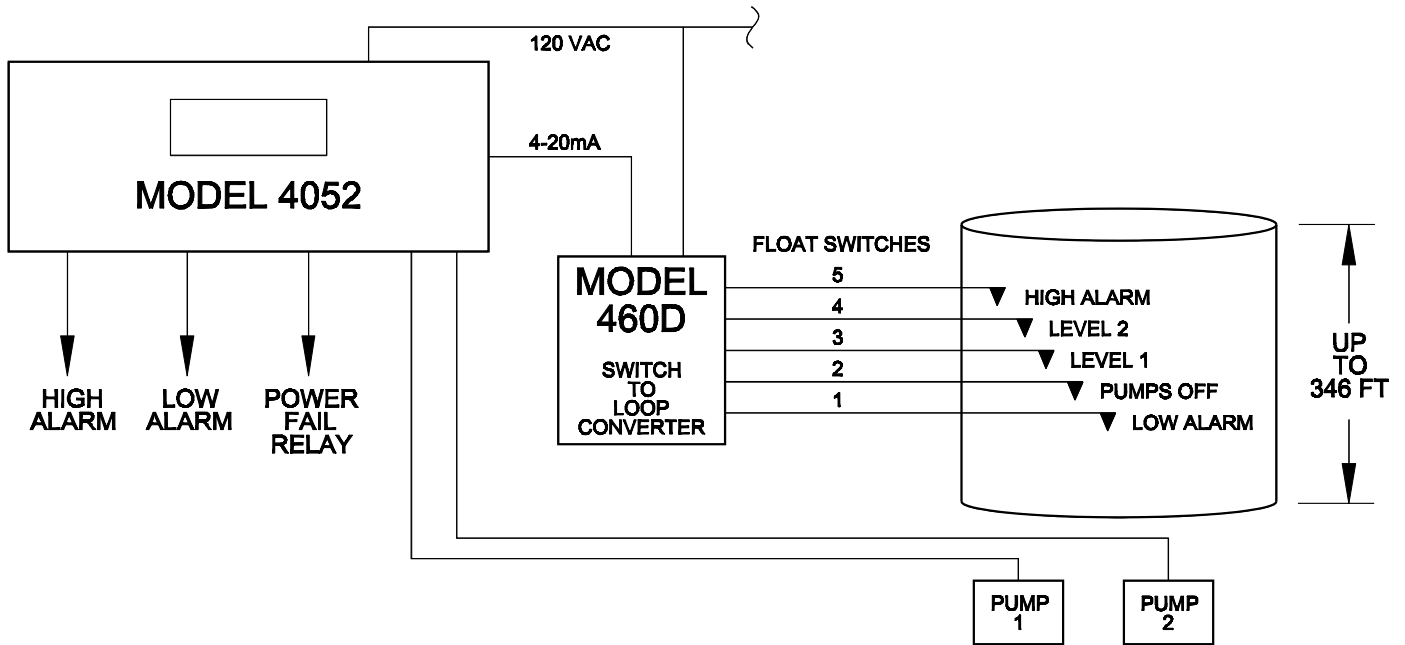 120 VAC
4-20mA
MODEL 4052
HIGH
ALARM
LOW
ALARM
POWER
FAIL
RELAY
MODEL
460D
SWITCH
TO
LOOP
CONVERTER
FLOAT SWITCHES
5
4
3
2
1
HIGH ALARM
LEVEL 2
LEVEL 1
PUMPS OFF
LOW ALARM
UP
TO
346 FT
PUMP
1
PUMP
2